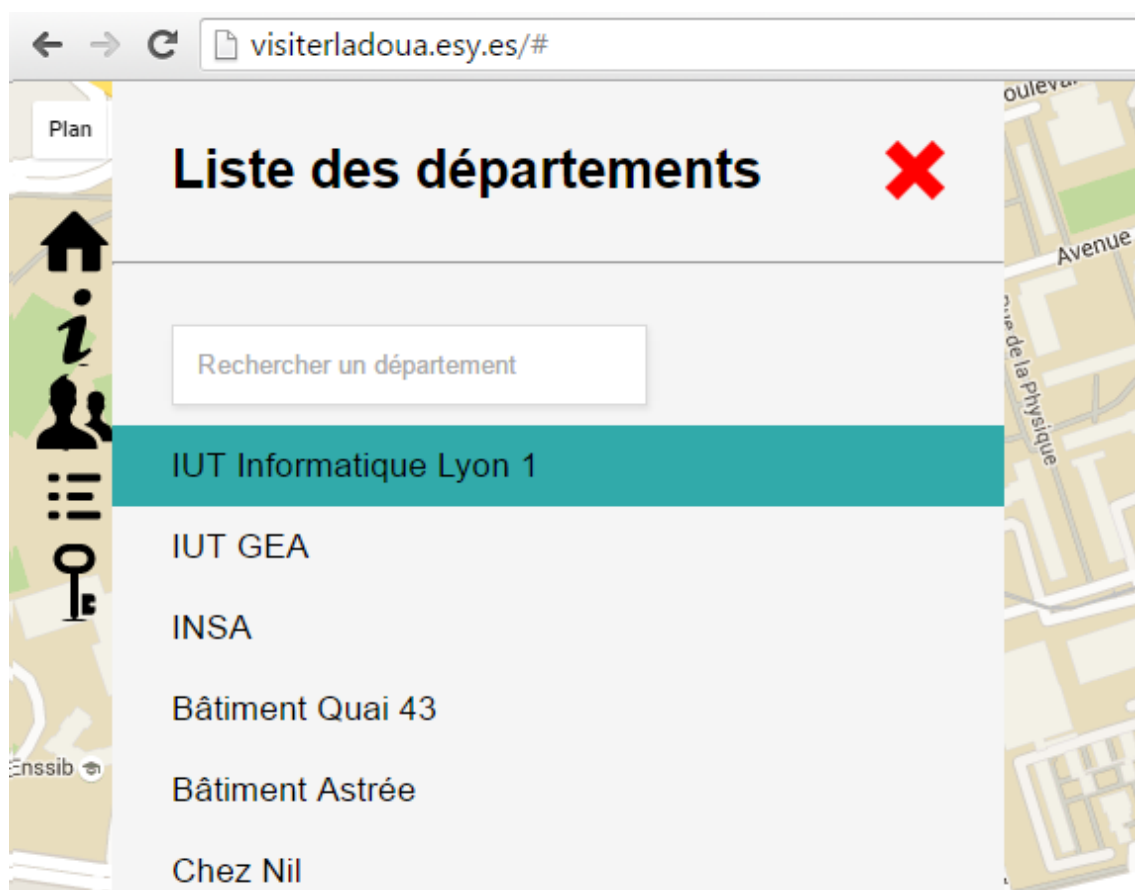 visiterladoua.esy.es/#
Plan
Liste des départements
Avenue
Rechercher un département
de la Physique
IUT Informatique Lyon 1
IUT GEA
INSA
Bâtiment Quai 43
Enssib
Bâtiment Astrée
Chez Nil